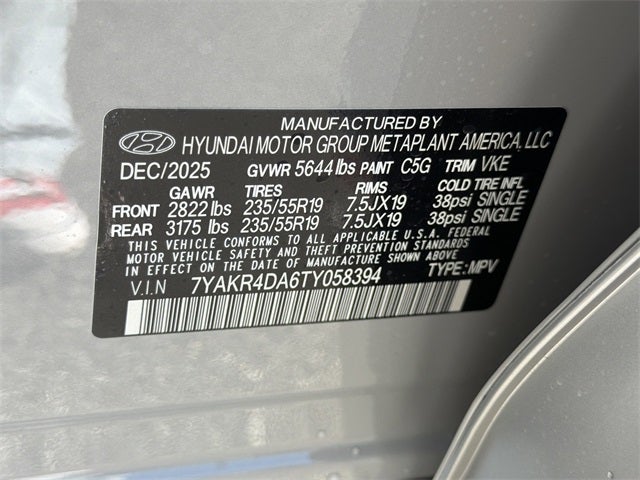 MANUFACTURED BY
HYUNDAI MOTOR GROUP METAPLANT AMERICA, LLC
DEC/2025 GVWR 5644 lbs PAINT C5G TRIM VKE
GAWR TIRES RIMS COLD TIRE INFL
FRONT 2822 lbs 235/55R19 7.5JX19 38psi SINGLE
REAR 3175 lbs 235/55R19 7.5JX19 38psi SINGLE
THIS VEHICLE CONFORMS TO ALL APPLICABLE U.S.A. FEDERAL
MOTOR VEHICLE SAFETY AND THEFT PREVENTION STANDARDS
IN EFFECT ON THE DATE OF MANUFACTURE SHOWN ABOVE.
V.I.N 7YAKR4DA6TY058394 TYPE: MPV